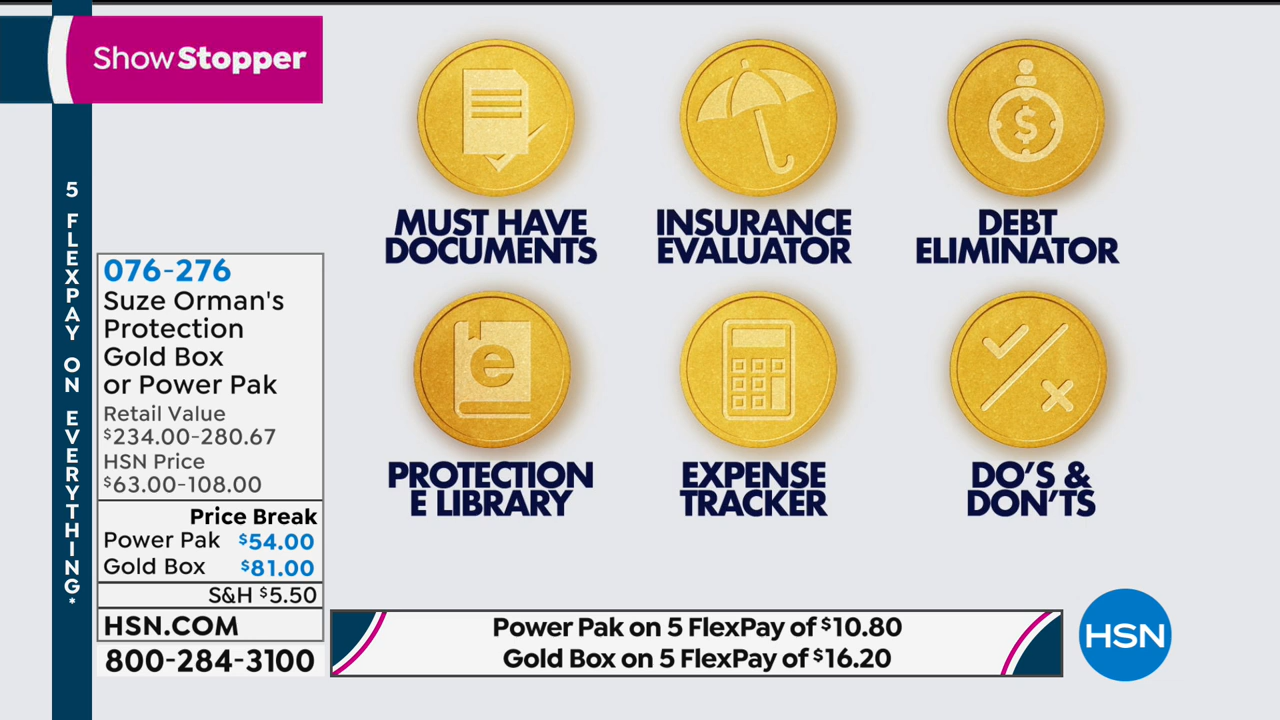 ShowStopper
5 FLEXPAY ON EVERYTHING*
076-276
Suze Orman's
Protection
Gold Box
or Power Pak
Retail Value
$234.00-280.67
HSN Price
$63.00-108.00
Price Break
Power Pak $54.00
Gold Box $81.00
S&H $5.50
HSN.COM
800-284-3100
$
MUST HAVE
DOCUMENTS
INSURANCE
EVALUATOR
DEBT
ELIMINATOR
e
PROTECTION
E LIBRARY
EXPENSE
TRACKER
DO'S &
DON'TS
Power Pak on 5 FlexPay of $10.80
Gold Box on 5 FlexPay of $16.20
HSN